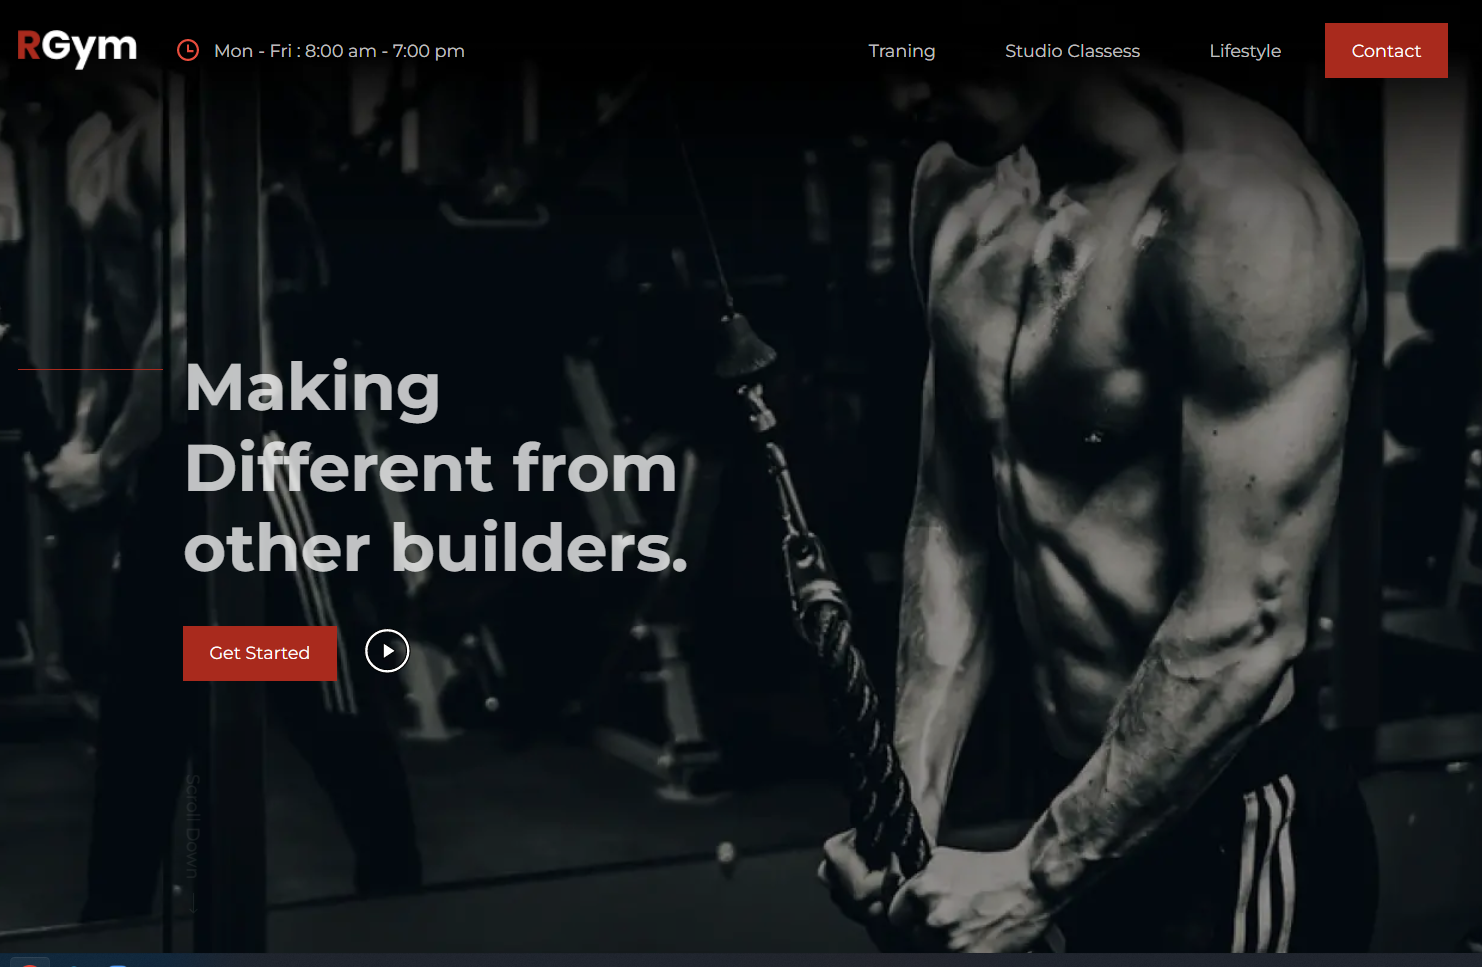 RGym
Mon - Fri : 8:00 am - 7:00 pm
Traning
Studio Classess
Lifestyle
Contact
Making
Different from
other builders.
Get Started
Scroll Down